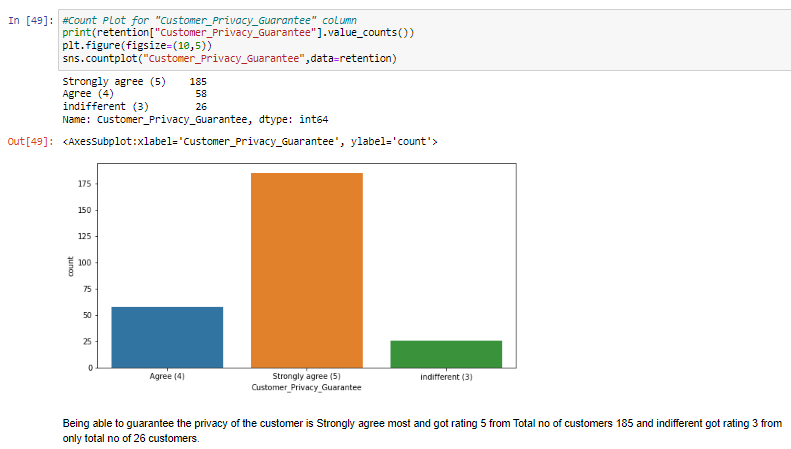 In [49]: #Count Plot for "Customer_Privacy_Guarantee" column
print(retention["Customer_Privacy_Guarantee"].value_counts())
plt.figure(figsize=(10,5))
sns.countplot("Customer_Privacy_Guarantee",data=retention)
Strongly agree (5) 185
Agree (4) 58
indifferent (3) 26
Name: Customer_Privacy_Guarantee, dtype: int64
Out[49]: <AxesSubplot:xlabel='Customer_Privacy_Guarantee', ylabel='count'>
175
150
125
100
75
50
25
0
count
Agree (4) Strongly agree (5) indifferent (3)
Customer_Privacy_Guarantee
Being able to guarantee the privacy of the customer is Strongly agree most and got rating 5 from Total no of customers 185 and indifferent got rating 3 from
only total no of 26 customers.